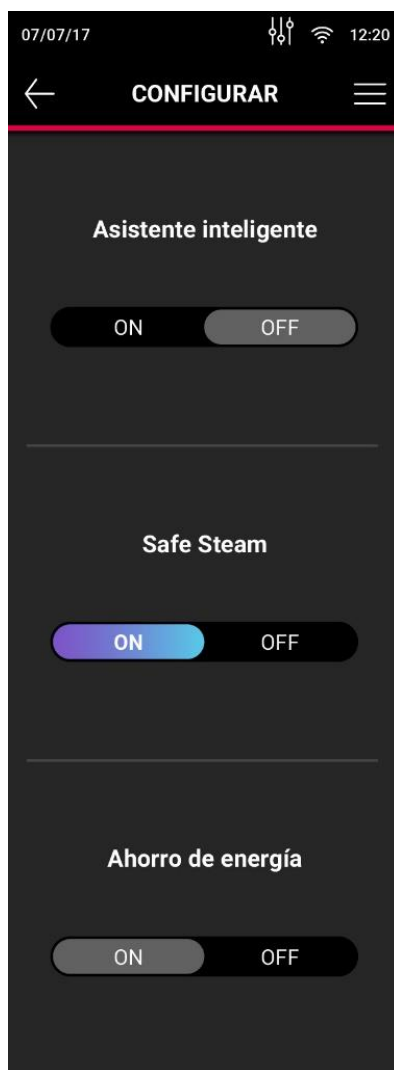 07/07/17 12:20
CONFIGURAR
Asistente inteligente
ON OFF
Safe Steam
ON OFF
Ahorro de energía
ON OFF